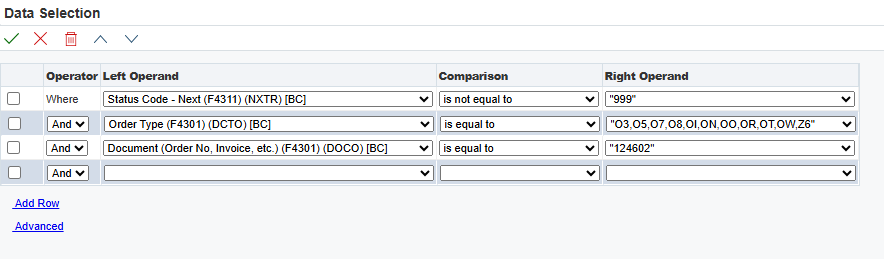 Data Selection
Operator Left Operand Comparison Right Operand
Where Status Code - Next (F4311) (NXTR) [BC] is not equal to "999"
And Order Type (F4301) (DCTO) [BC] is equal to "O3,O5,O7,O8,OI,ON,OO,OR,OT,OW,Z6"
And Document (Order No, Invoice, etc.) (F4301) (DOCO) [BC] is equal to "124602"
And
Add Row
Advanced